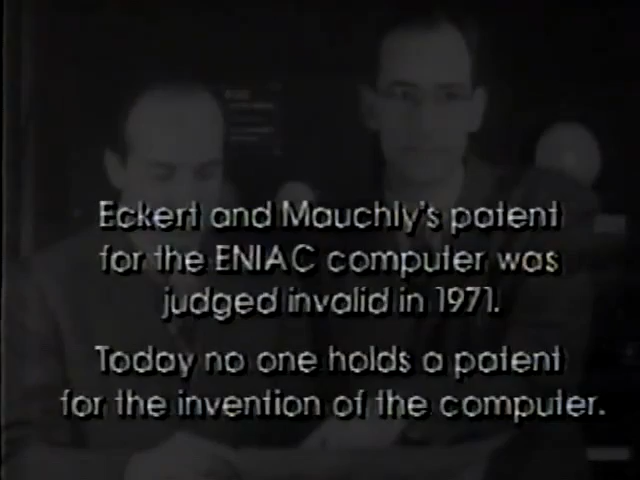 Eckert and Mauchly's patent
for the ENIAC computer was
judged invalid in 1971.
Today no one holds a patent
for the invention of the computer.